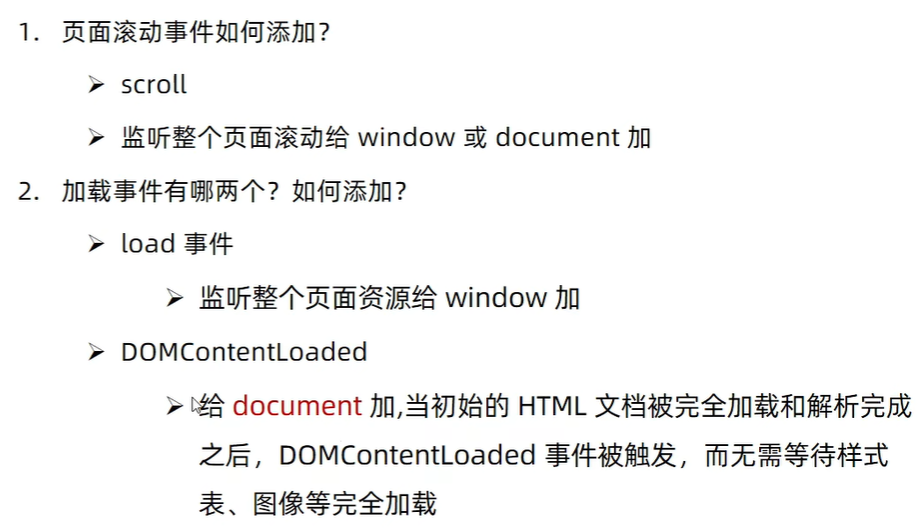 1. 页面滚动事件如何添加?
➢ scroll
➢ 监听整个页面滚动给 window 或 document 加
2. 加载事件有哪两个？如何添加?
➢ load 事件
➢ 监听整个页面资源给 window 加
➢ DOMContentLoaded
➢ 给 document 加,当初始的 HTML 文档被完全加载和解析完成
之后，DOMContentLoaded 事件被触发，而无需等待样式
表、图像等完全加载